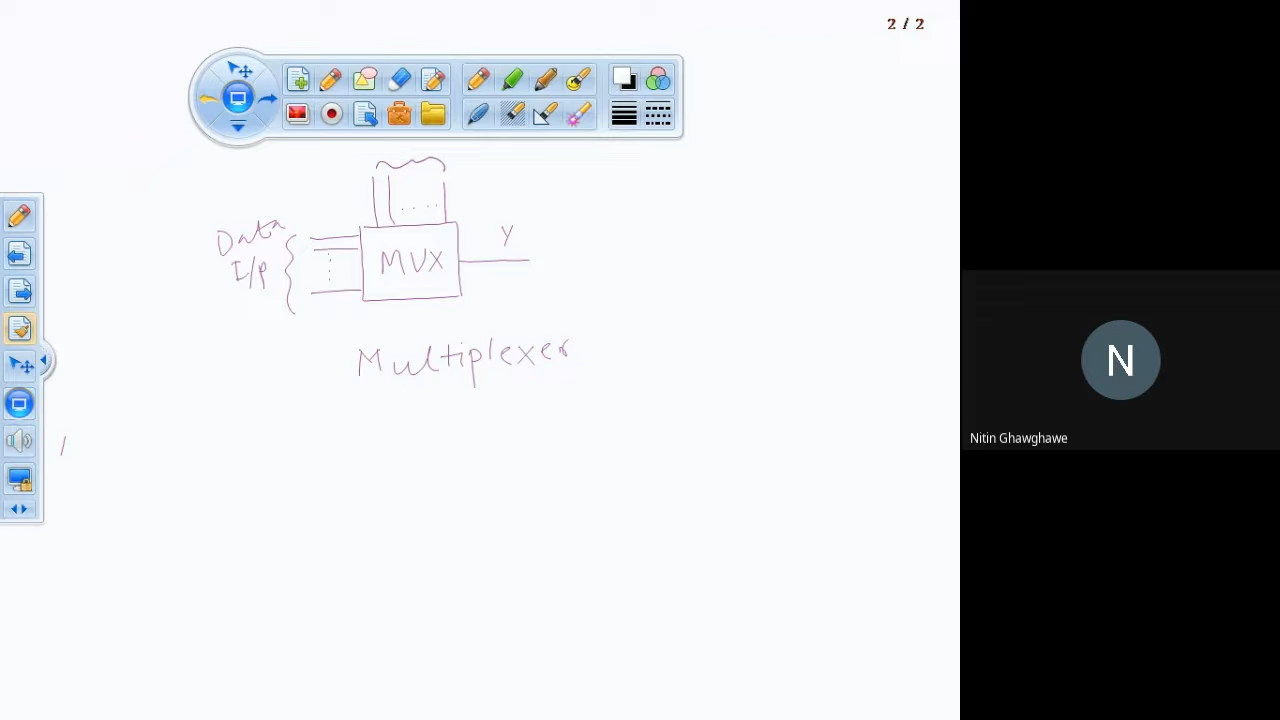 2 / 2
Data
I/p
MUX
Y
Multiplexer
N
Nitin Ghawghawe